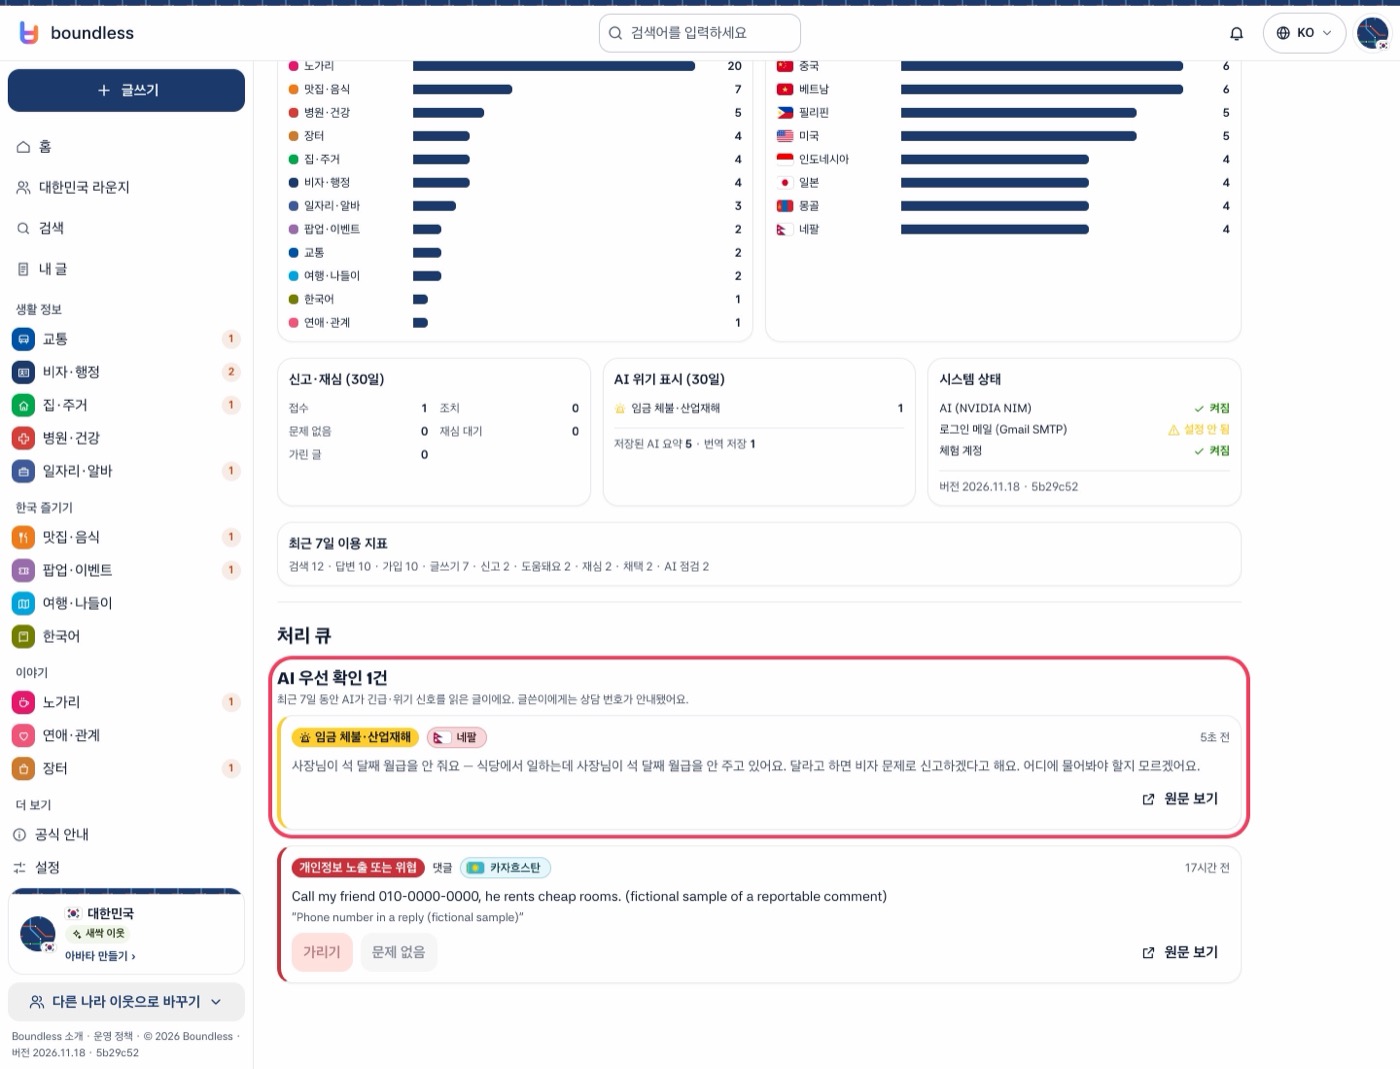 boundless
검색어를 입력하세요
KO
글쓰기
홈
대한민국 라운지
검색
내 글
생활 정보
교통 1
비자·행정 2
집·주거 1
병원·건강
일자리·알바 1
한국 즐기기
맛집·음식 1
팝업·이벤트 1
여행·나들이
한국어
이야기
노가리 1
연애·관계
장터 1
더 보기
공식 안내
설정
대한민국
새싹 이웃
아바타 만들기 ›
다른 나라 이웃으로 바꾸기
Boundless 소개 · 운영 정책 · © 2026 Boundless ·
버전 2026.11.18 · 5b29c52
노가리 20
맛집·음식 7
병원·건강 5
장터 4
집·주거 4
비자·행정 4
일자리·알바 3
팝업·이벤트 2
교통 2
여행·나들이 2
한국어 1
연애·관계 1
중국 6
베트남 6
필리핀 5
미국 5
인도네시아 4
일본 4
몽골 4
네팔 4
신고·재심 (30일)
접수 1 조치 0
문제 없음 0 재심 대기 0
가린 글 0
AI 위기 표시 (30일)
임금 체불·산업재해 1
저장된 AI 요약 5 · 번역 저장 1
시스템 상태
AI (NVIDIA NIM) 켜짐
로그인 메일 (Gmail SMTP) 설정 안 됨
체험 계정 켜짐
버전 2026.11.18 · 5b29c52
최근 7일 이용 지표
검색 12 · 답변 10 · 가입 10 · 글쓰기 7 · 신고 2 · 도움돼요 2 · 재심 2 · 채택 2 · AI 점검 2
처리 큐
AI 우선 확인 1건
최근 7일 동안 AI가 긴급·위기 신호를 읽은 글이에요. 글쓴이에게는 상담 번호가 안내됐어요.
임금 체불·산업재해 네팔 5초 전
사장님이 석 달째 월급을 안 줘요 — 식당에서 일하는데 사장님이 석 달째 월급을 안 주고 있어요. 달라고 하면 비자 문제로 신고하겠다고 해요. 어디에 물어봐야 할지 모르겠어요.
원문 보기
개인정보 노출 또는 위협 댓글 카자흐스탄 17시간 전
Call my friend 010-0000-0000, he rents cheap rooms. (fictional sample of a reportable comment)
"Phone number in a reply (fictional sample)"
가리기 문제 없음 원문 보기